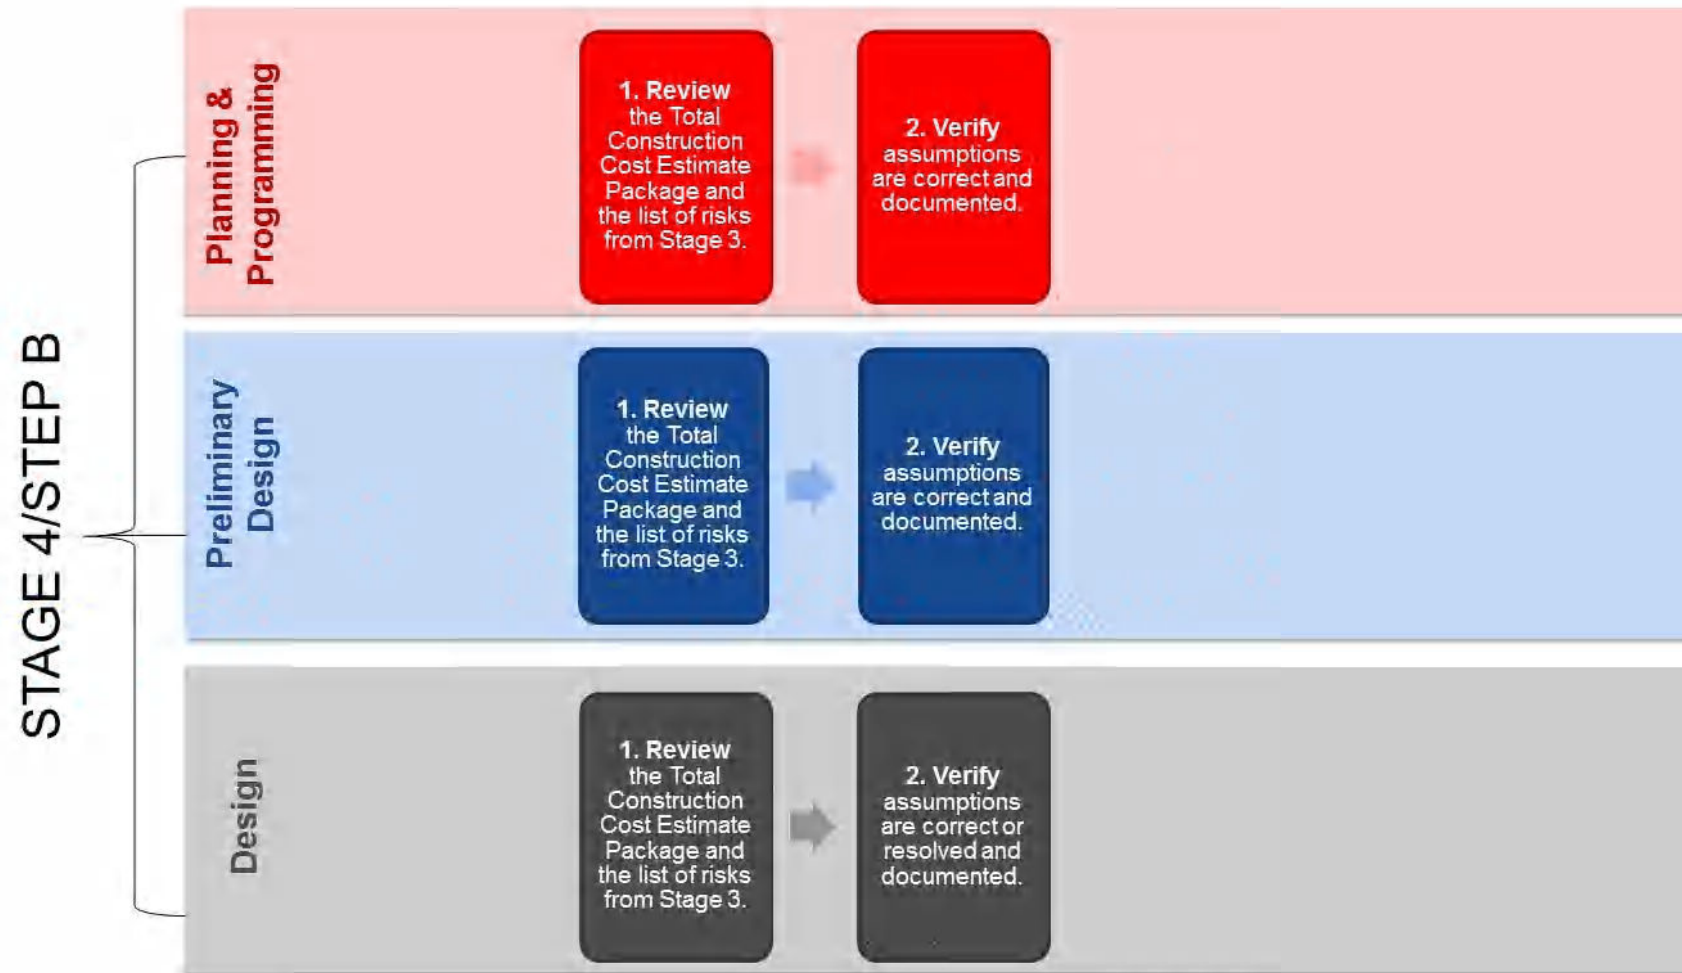 STAGE 4/STEP B
Planning &
Programming
1. Review
the Total
Construction
Cost Estimate
Package and
the list of risks
from Stage 3.
2. Verify
assumptions
are correct and
documented.
Preliminary
Design
1. Review
the Total
Construction
Cost Estimate
Package and
the list of risks
from Stage 3.
2. Verify
assumptions
are correct and
documented.
Design
1. Review
the Total
Construction
Cost Estimate
Package and
the list of risks
from Stage 3.
2. Verify
assumptions
are correct or
resolved and
documented.